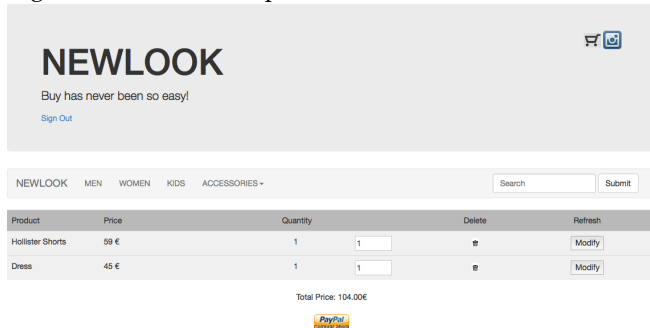 NEWLOOK
Buy has never been so easy!
Sign Out
NEWLOOK MEN WOMEN KIDS ACCESSORIES Search Submit
Product Price Quantity Delete Refresh
Hollister Shorts 59 € 1 1 Modify
Dress 45 € 1 1 Modify
Total Price: 104.00€
PayPal